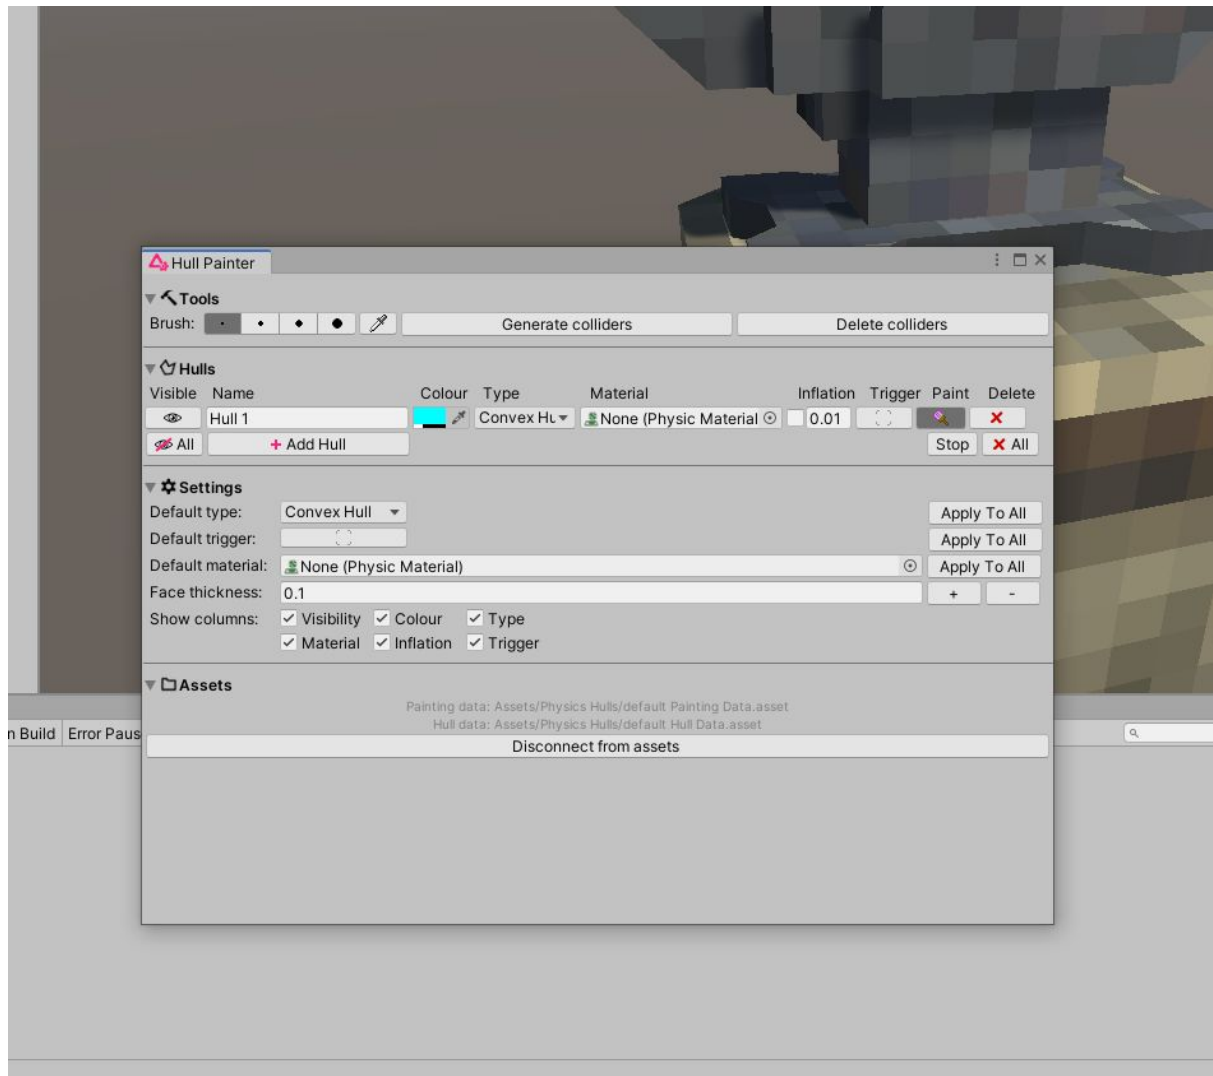 Hull Painter
Tools
Brush: Generate colliders Delete colliders
Hulls
Visible Name Colour Type Material Inflation Trigger Paint Delete
Hull 1 Convex Hu None (Physic Material 0.01
All + Add Hull Stop All
Settings
Default type: Convex Hull Apply To All
Default trigger: Apply To All
Default material: None (Physic Material) Apply To All
Face thickness: 0.1 + -
Show columns: Visibility Colour Type
Material Inflation Trigger
Assets
Painting data: Assets/Physics Hulls/default Painting Data.asset
Hull data: Assets/Physics Hulls/default Hull Data.asset
n Build Error Paus
Disconnect from assets